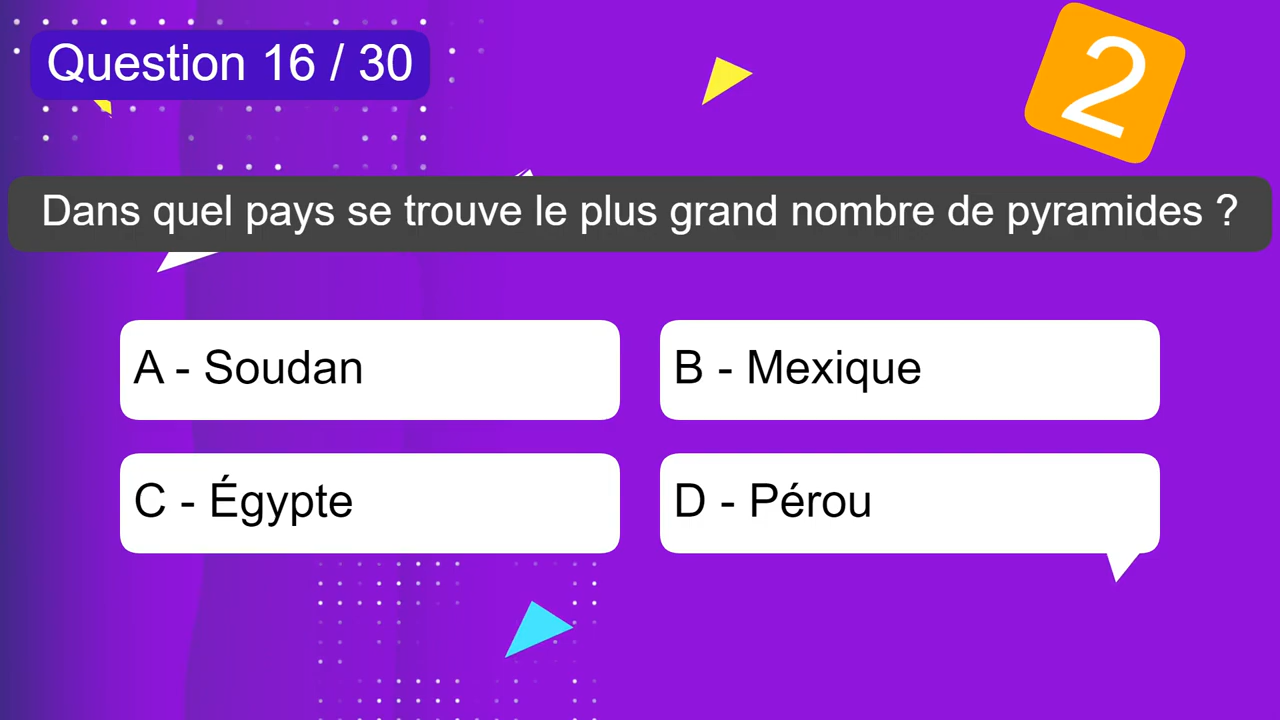 Question 16 / 30
2
Dans quel pays se trouve le plus grand nombre de pyramides ?
A - Soudan
B - Mexique
C - Égypte
D - Pérou